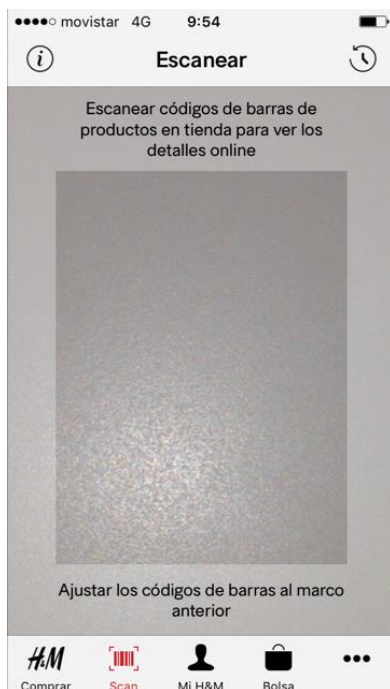 movistar 4G 9:54
Escanear
Escanear códigos de barras de
productos en tienda para ver los
detalles online
Ajustar los códigos de barras al marco
anterior
H&M
Comprar Scan Mi H&M Bolsa